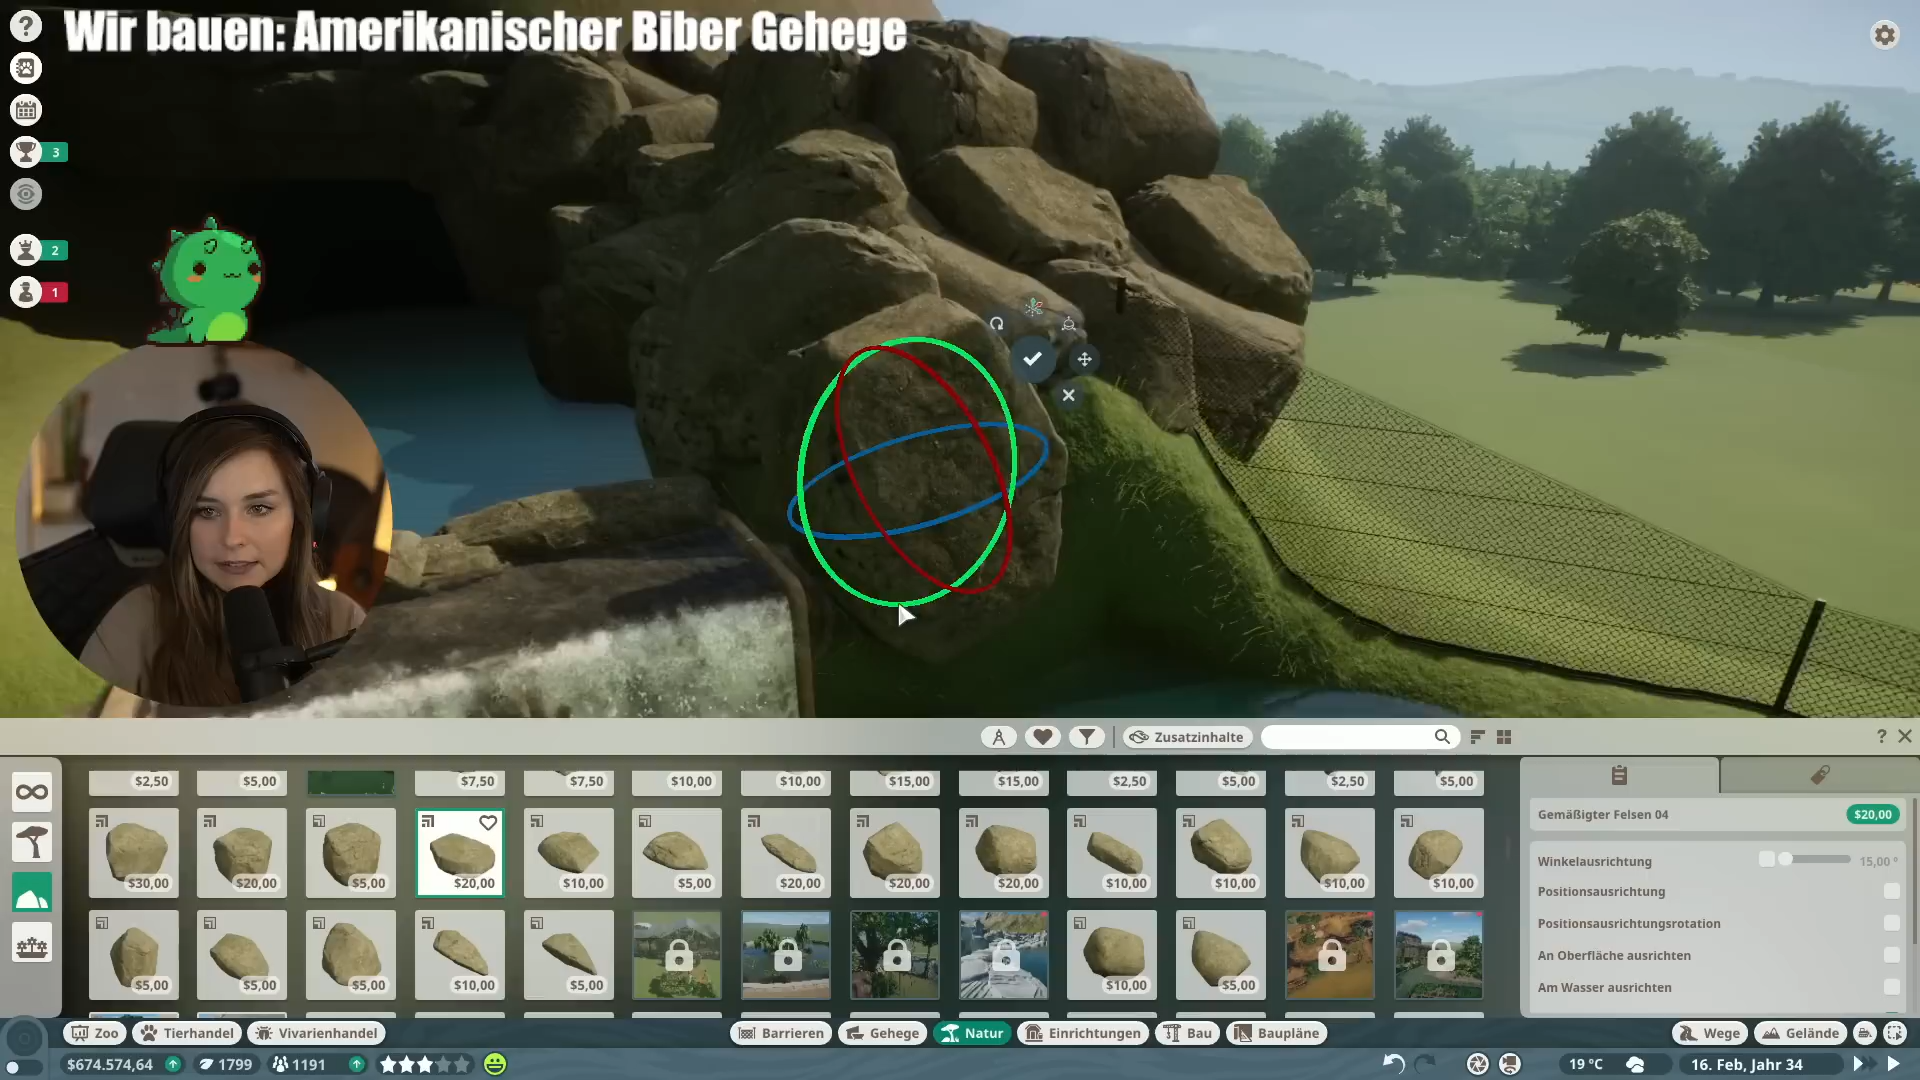 Wir bauen: Amerikanischer Biber Gehege
?
3
2
1
Zusatzinhalte
?
$2,50 $5,00 $7,50 $7,50 $10,00 $10,00 $15,00 $15,00 $2,50 $5,00 $2,50 $5,00
$30,00 $20,00 $5,00 $20,00 $10,00 $5,00 $20,00 $20,00 $20,00 $10,00 $10,00 $10,00 $10,00
$5,00 $5,00 $5,00 $10,00 $5,00 $10,00 $5,00
Gemäßigter Felsen 04 $20,00
Winkelausrichtung 15,00 °
Positionsausrichtung
Positionsausrichtungsrotation
An Oberfläche ausrichten
Am Wasser ausrichten
Zoo Tierhandel Vivarienhandel Barrieren Gehege Natur Einrichtungen Bau Baupläne Wege Gelände
$674.574,64 1799 1191 19 °C 16. Feb, Jahr 34